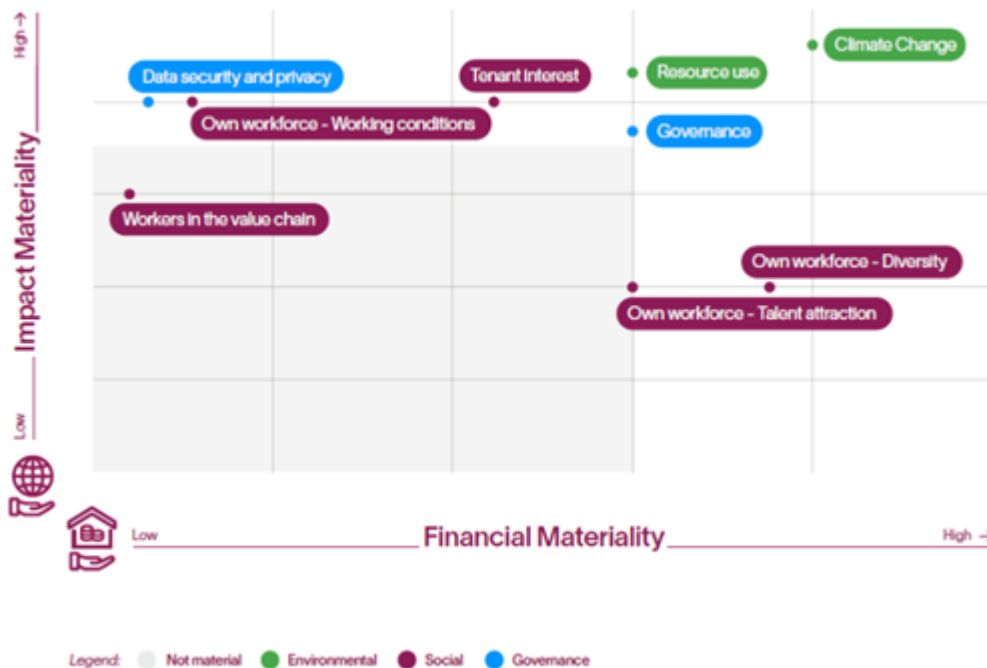 High →
Impact Materiality
Low
Climate Change
Resource use
Data security and privacy
Tenant Interest
Own workforce - Working conditions
Governance
Workers in the value chain
Own workforce - Diversity
Own workforce - Talent attraction
Low
Financial Materiality
High →
Legend: Not material Environmental Social Governance